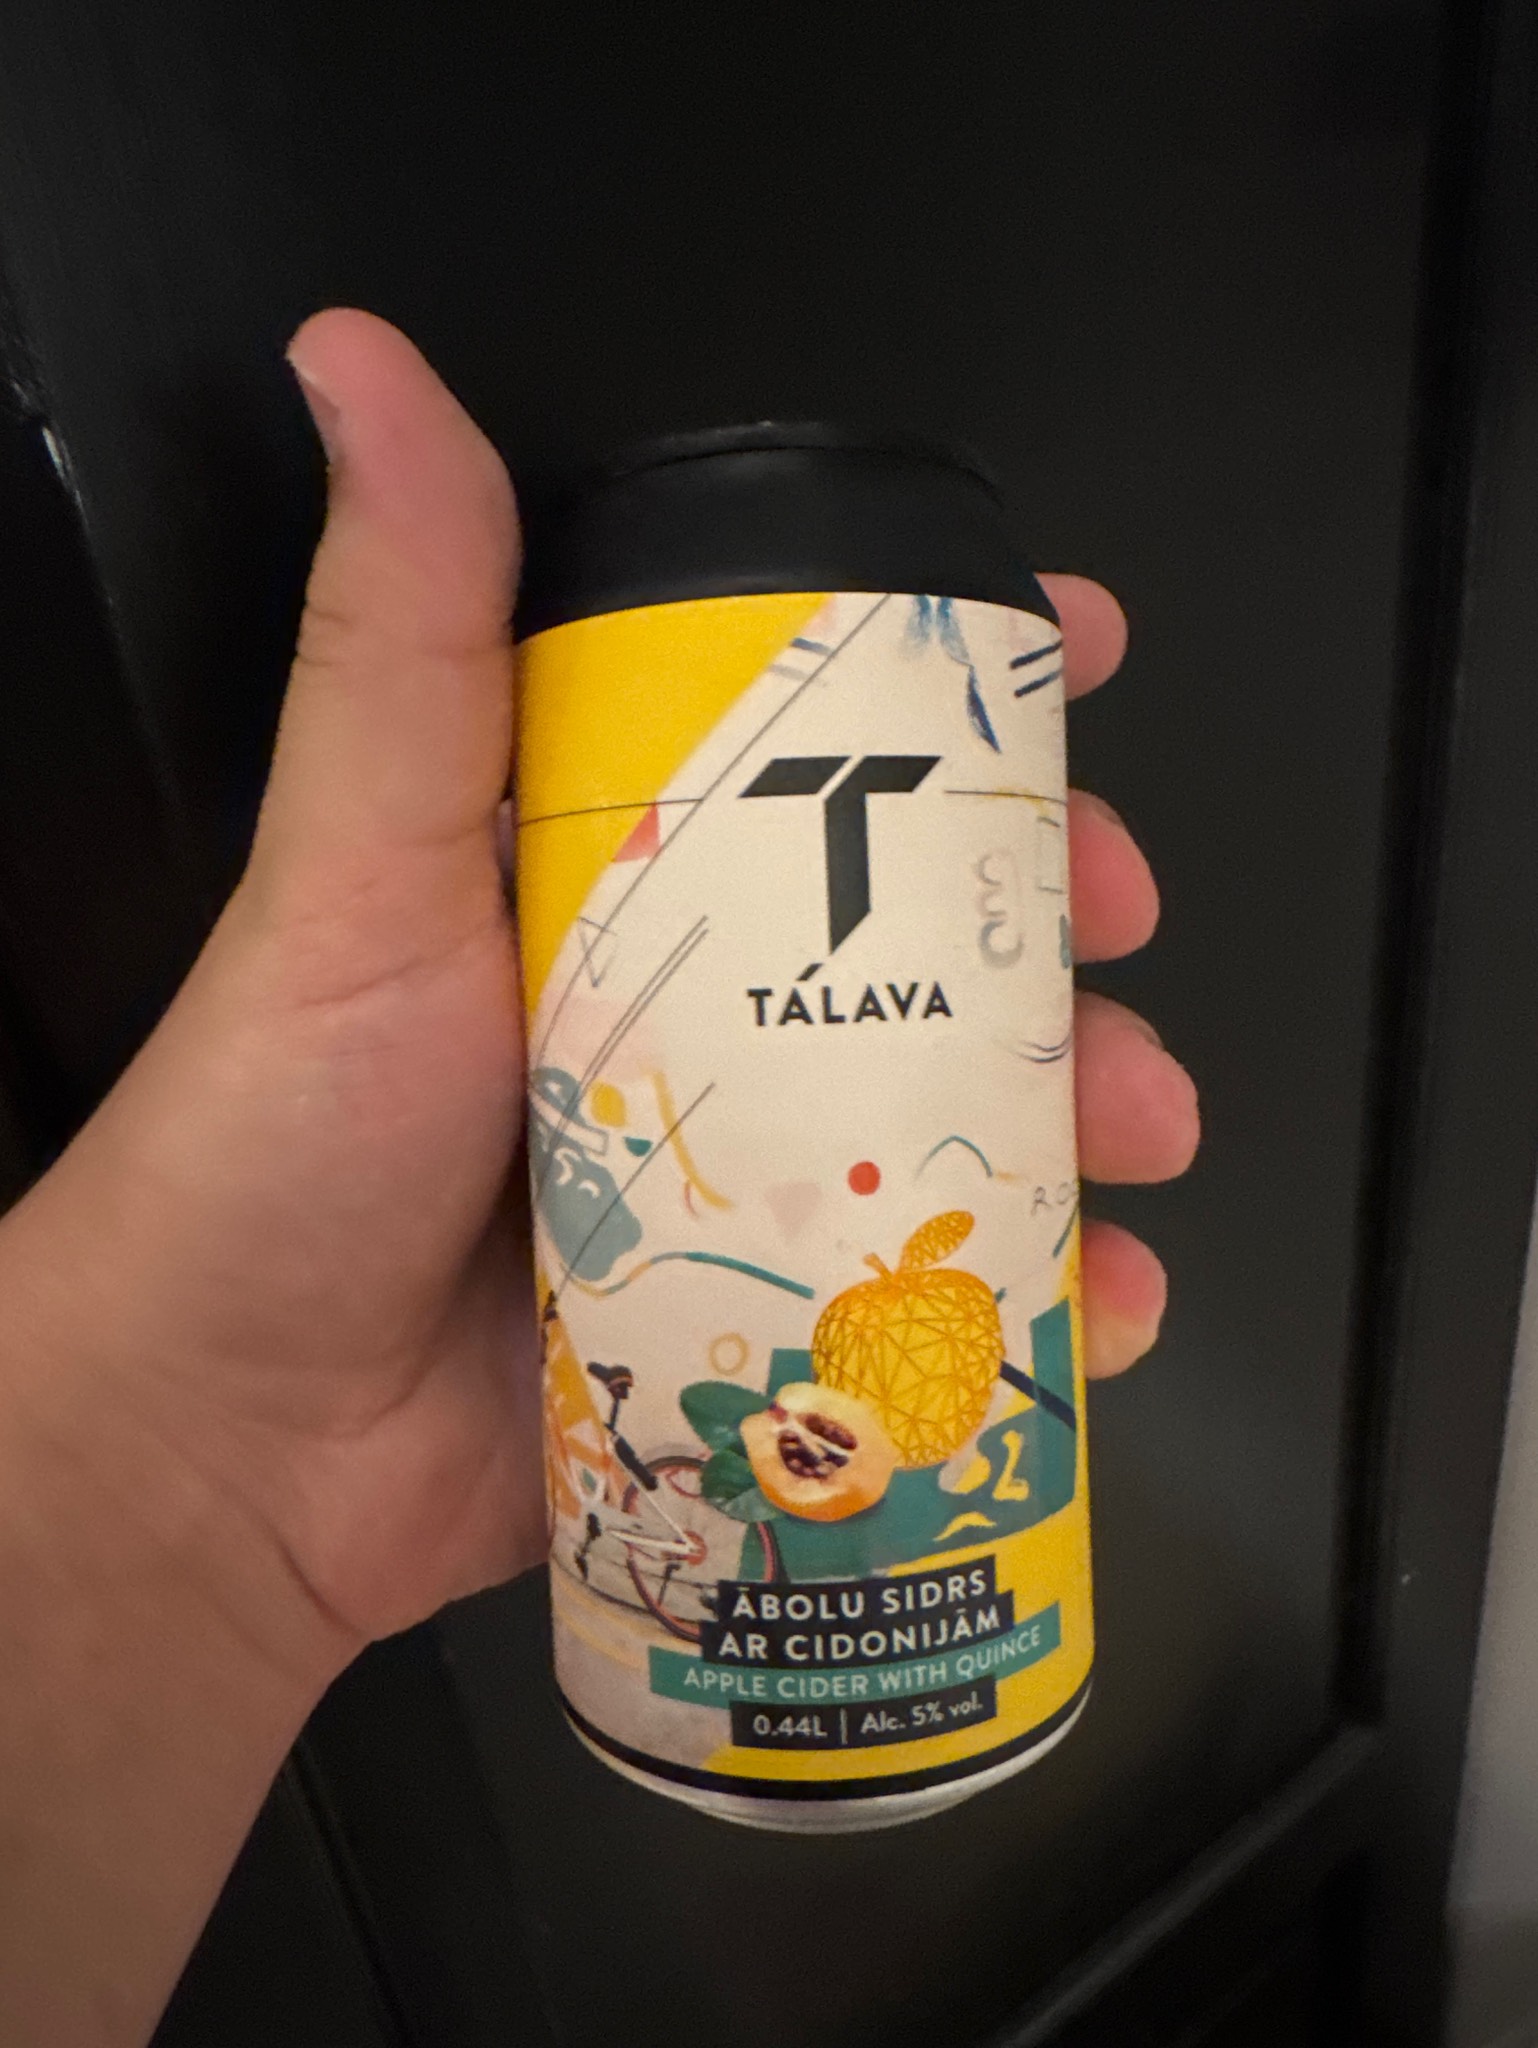 TÁLAVA
ĀBOLU SIDRS
AR CIDONIJĀM
APPLE CIDER WITH QUINCE
0.44L | Alc. 5% vol.